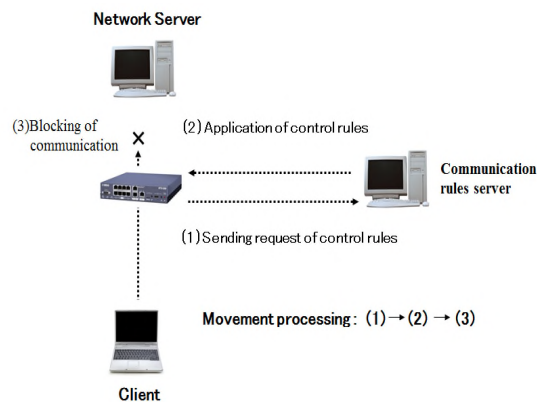 Network Server
(3)Blocking of
communication
(2) Application of control rules
Communication
rules server
(1) Sending request of control rules
Movement processing: (1)→(2) → (3)
Client